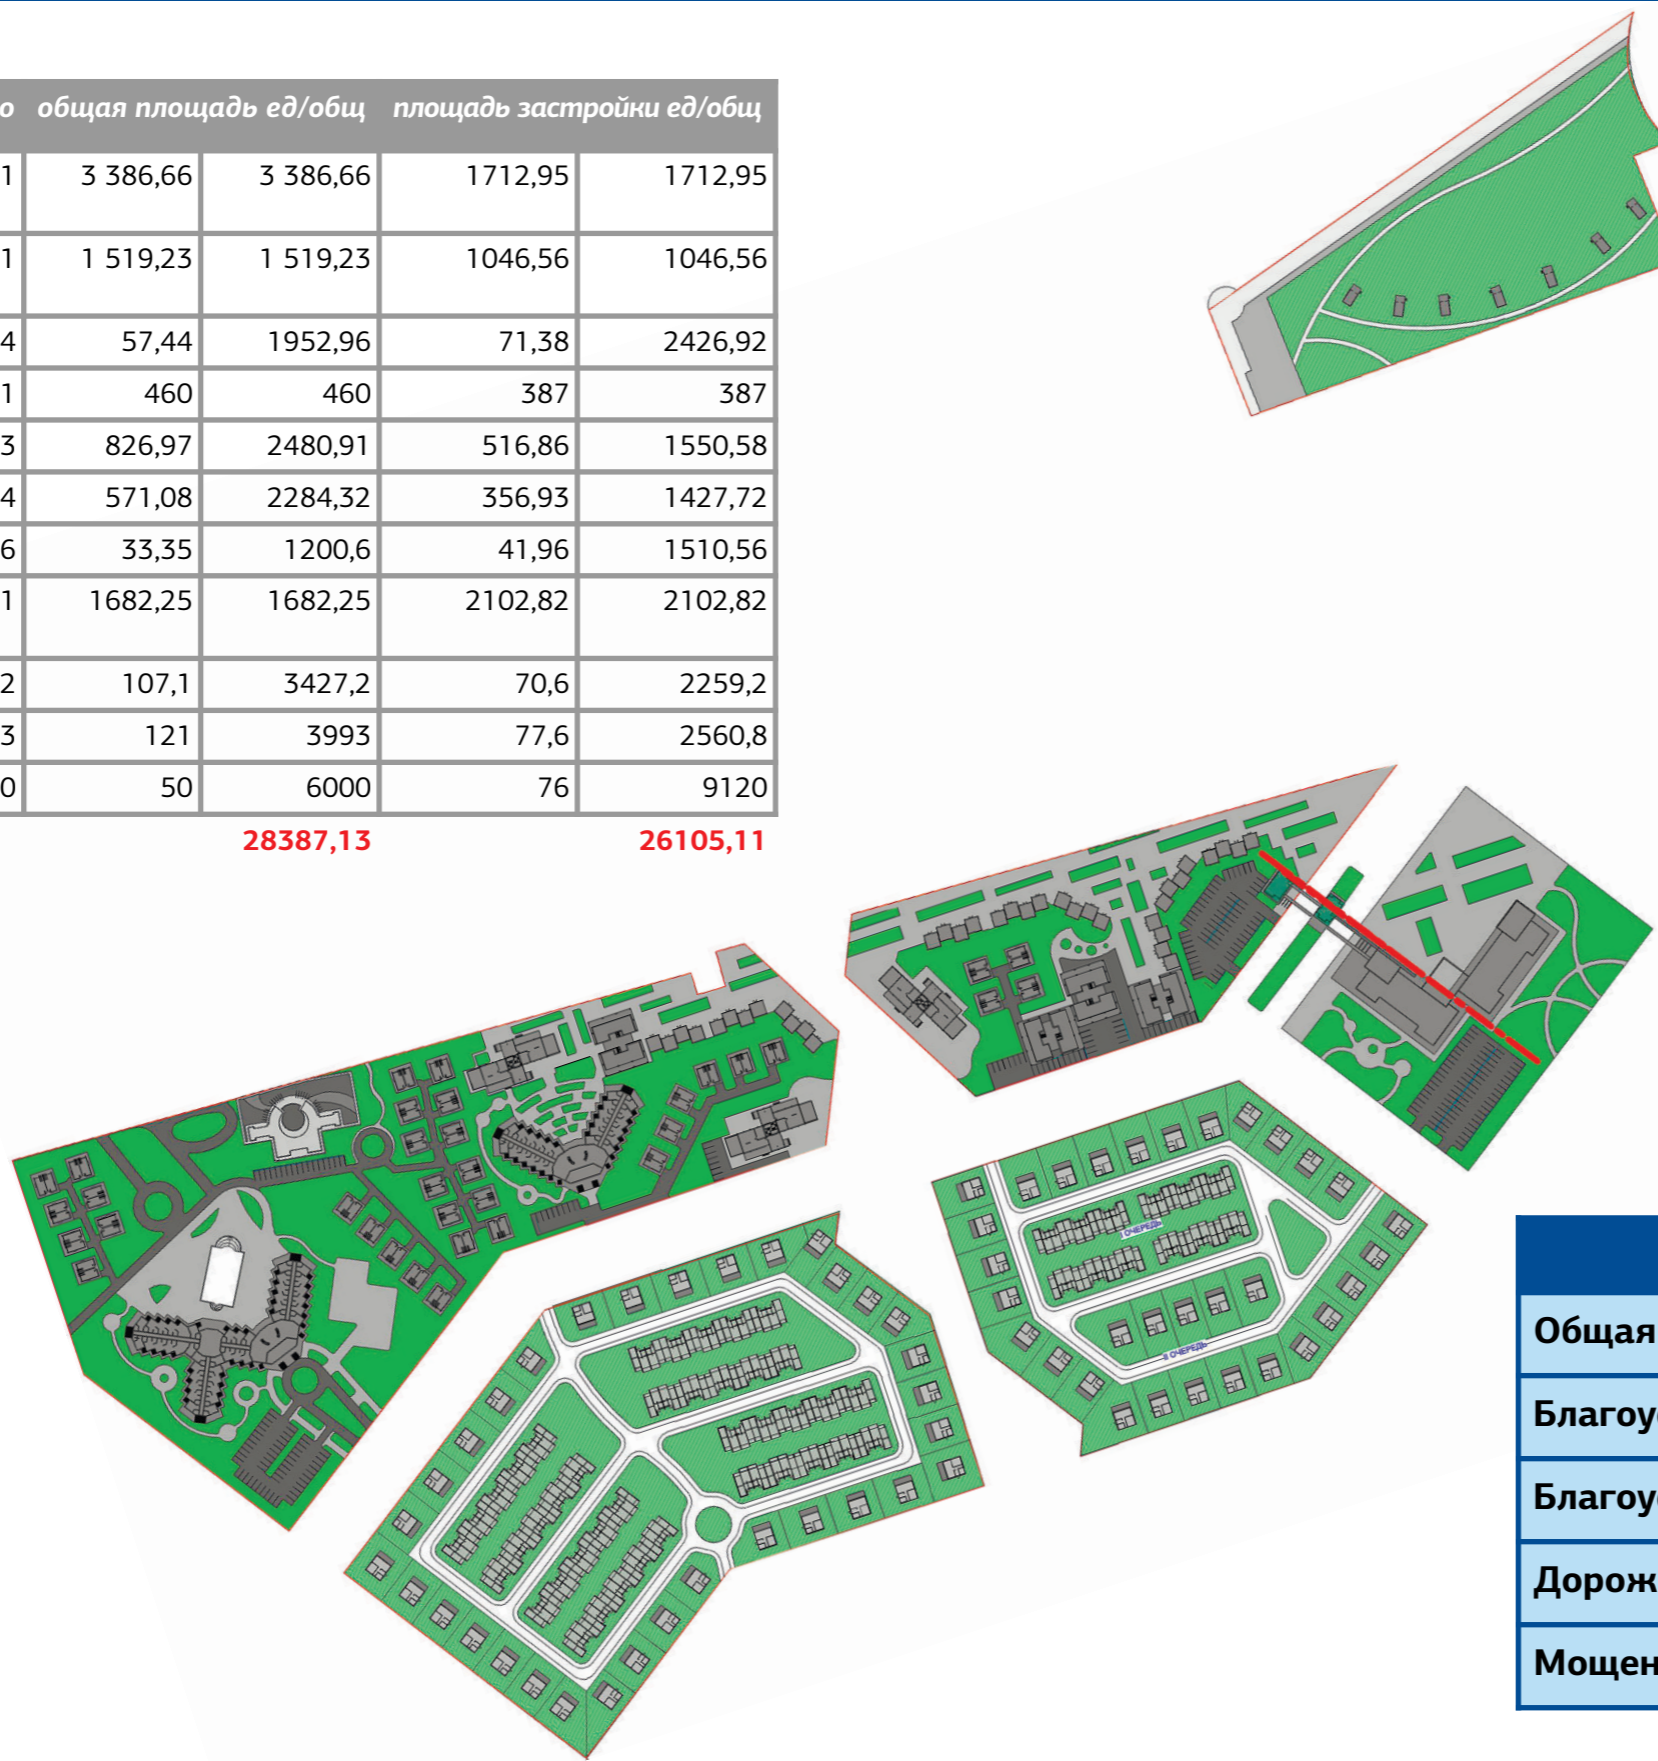 о общая площадь ед/общ площадь застройки ед/общ
1 3 386,66 3 386,66 1712,95 1712,95
1 1 519,23 1 519,23 1046,56 1046,56
4 57,44 1952,96 71,38 2426,92
1 460 460 387 387
3 826,97 2480,91 516,86 1550,58
4 571,08 2284,32 356,93 1427,72
6 33,35 1200,6 41,96 1510,56
1 1682,25 1682,25 2102,82 2102,82
2 107,1 3427,2 70,6 2259,2
3 121 3993 77,6 2560,8
0 50 6000 76 9120
28387,13 26105,11
I ОЧЕРЕДЬ
II ОЧЕРЕДЬ
Общая
Благоу
Благоу
Дорож
Мощен